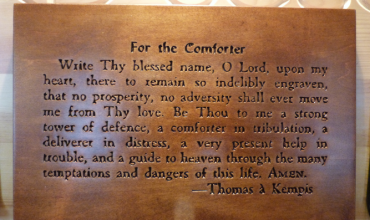 For the Comforter
Write Thy blessed name, O Lord, upon my
heart, there to remain so indelibly engraven,
that no prosperity, no adversity shall ever move
me from Thy love. Be Thou to me a strong
tower of defence, a comforter in tribulation, a
deliverer in distress, a very present help in
trouble, and a guide to heaven through the many
temptations and dangers of this life. AMEN.
—Thomas à Kempis